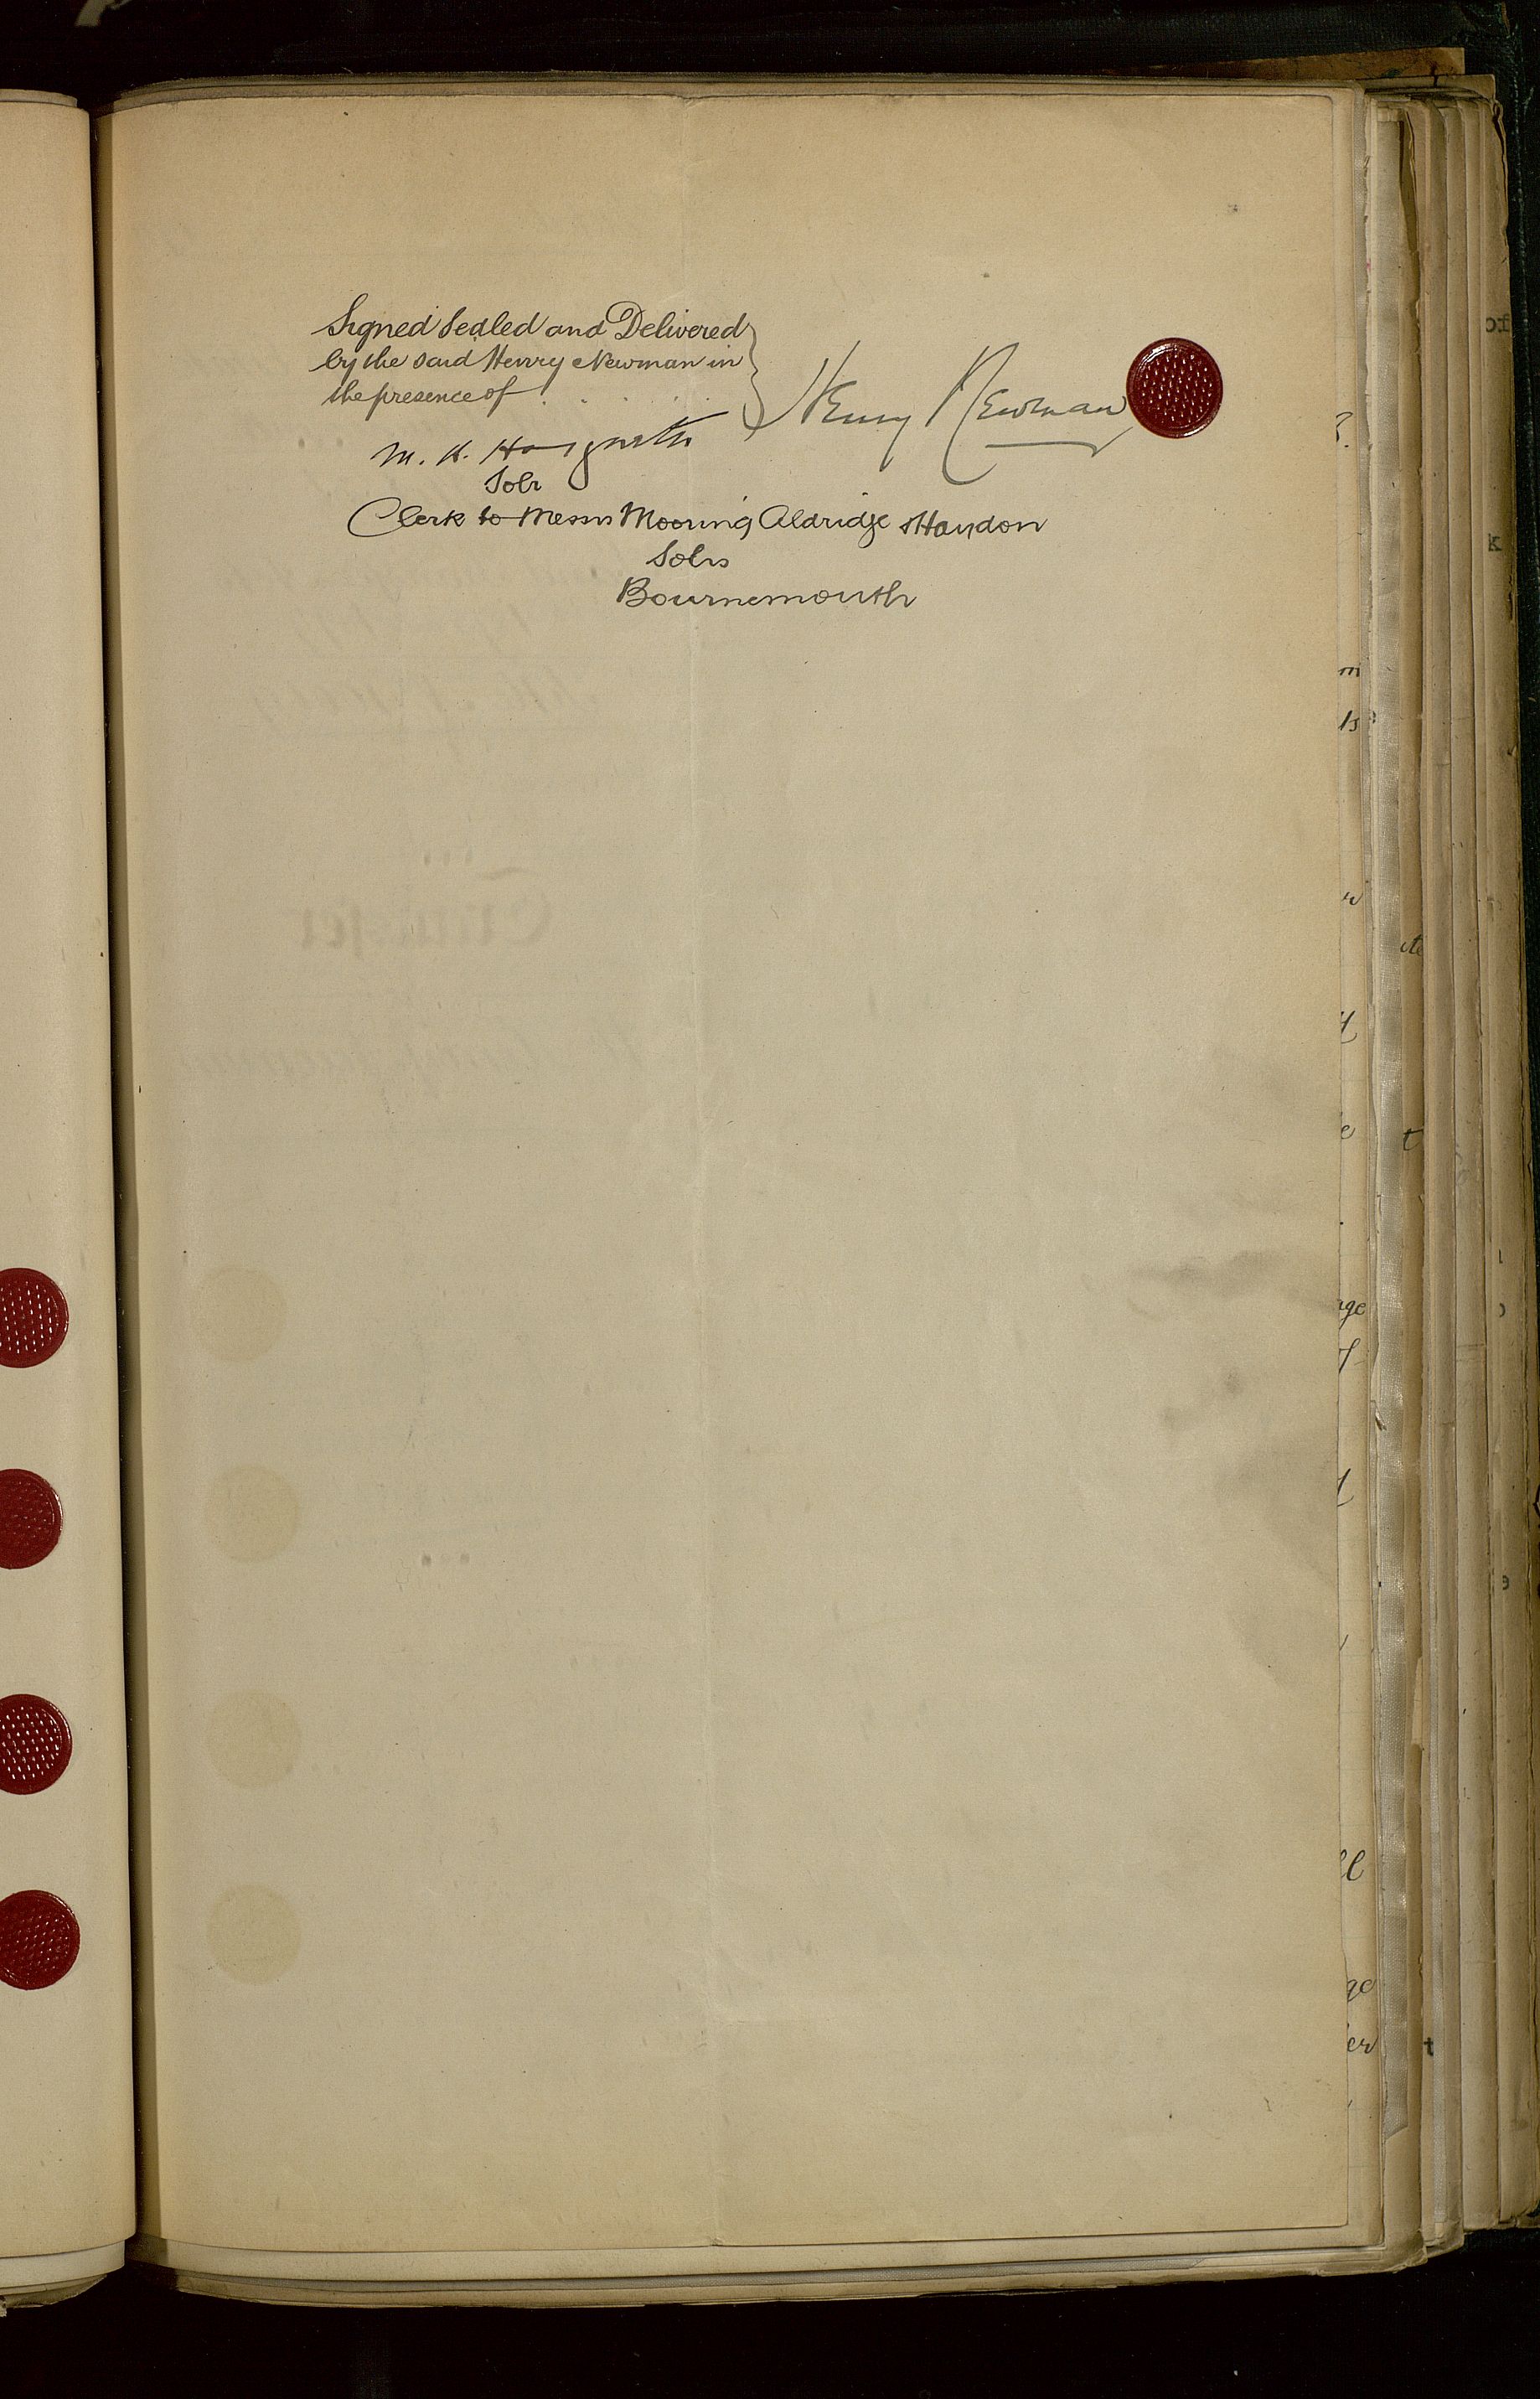 Signed Sealed and Delivered
by the said Henry Newman in
the presence of . . . . .
Henry Newman
M. H.
Solr
Clerk to Messrs Mooring Aldridge & Haydon
Solrs
Bournemouth